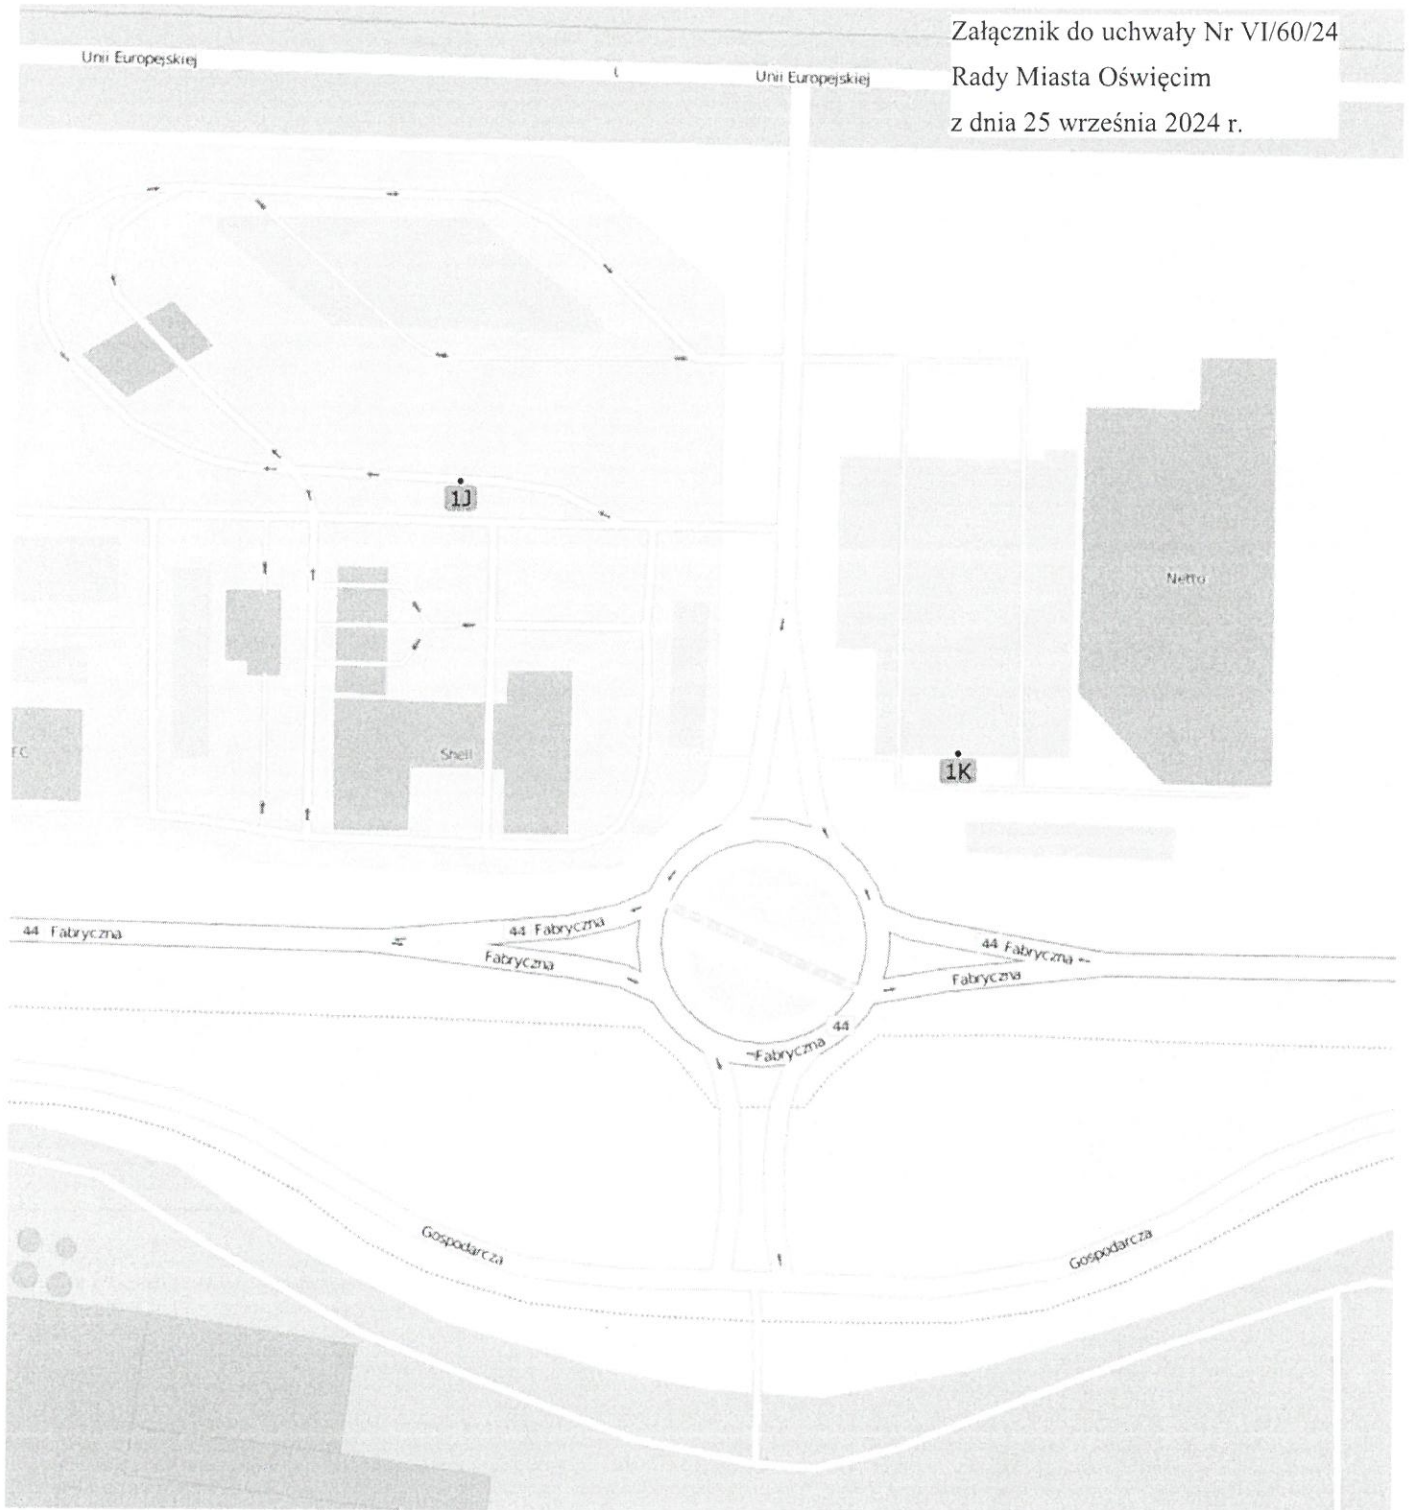 Załącznik do uchwały Nr VI/60/24
Rady Miasta Oświęcim
z dnia 25 września 2024 r.
Unii Europejskiej
Unii Europejskiej
1J
Netto
FC
Shell
1K
44 Fabryczna
44 Fabryczna
Fabryczna
44 Fabryczna
Fabryczna
44
Fabryczna
Gospodarcza
Gospodarcza